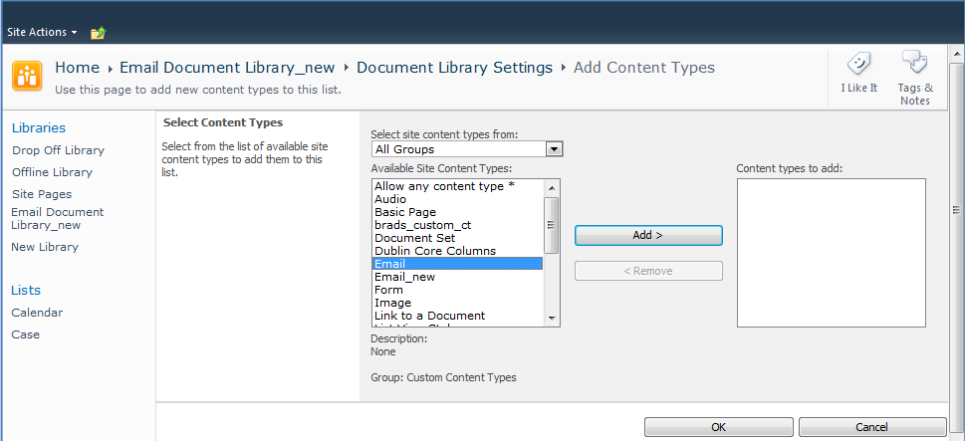 Site Actions
Home › Email Document Library_new › Document Library Settings › Add Content Types
Use this page to add new content types to this list.
I Like It
Tags &
Notes
Libraries
Drop Off Library
Offline Library
Site Pages
Email Document
Library_new
New Library
Lists
Calendar
Case
Select Content Types
Select from the list of available site
content types to add them to this
list.
Select site content types from:
All Groups
Available Site Content Types:
Allow any content type *
Audio
Basic Page
brads_custom_ct
Document Set
Dublin Core Columns
Email
Email_new
Form
Image
Link to a Document
Description:
None
Group: Custom Content Types
Add >
< Remove
Content types to add:
OK
Cancel